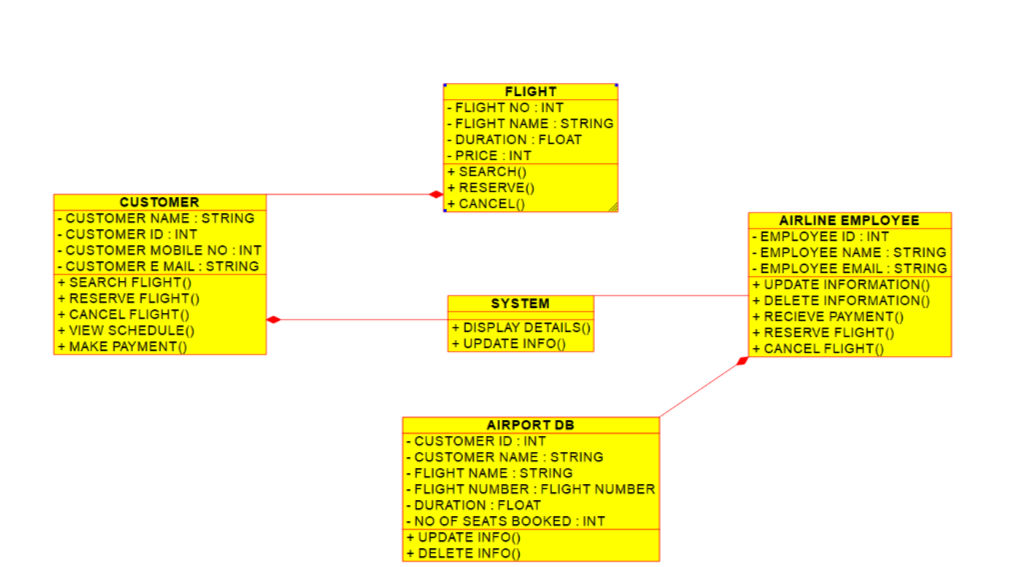 FLIGHT
- FLIGHT NO : INT
- FLIGHT NAME : STRING
- DURATION : FLOAT
- PRICE : INT
+ SEARCH()
+ RESERVE()
+ CANCEL()
CUSTOMER
- CUSTOMER NAME : STRING
- CUSTOMER ID : INT
- CUSTOMER MOBILE NO : INT
- CUSTOMER E MAIL : STRING
+ SEARCH FLIGHT()
+ RESERVE FLIGHT()
+ CANCEL FLIGHT()
+ VIEW SCHEDULE()
+ MAKE PAYMENT()
SYSTEM
+ DISPLAY DETAILS()
+ UPDATE INFO()
AIRLINE EMPLOYEE
- EMPLOYEE ID : INT
- EMPLOYEE NAME : STRING
- EMPLOYEE EMAIL : STRING
+ UPDATE INFORMATION()
+ DELETE INFORMATION()
+ RECIEVE PAYMENT()
+ RESERVE FLIGHT()
+ CANCEL FLIGHT()
AIRPORT DB
- CUSTOMER ID : INT
- CUSTOMER NAME : STRING
- FLIGHT NAME : STRING
- FLIGHT NUMBER : FLIGHT NUMBER
- DURATION : FLOAT
- NO OF SEATS BOOKED : INT
+ UPDATE INFO()
+ DELETE INFO()